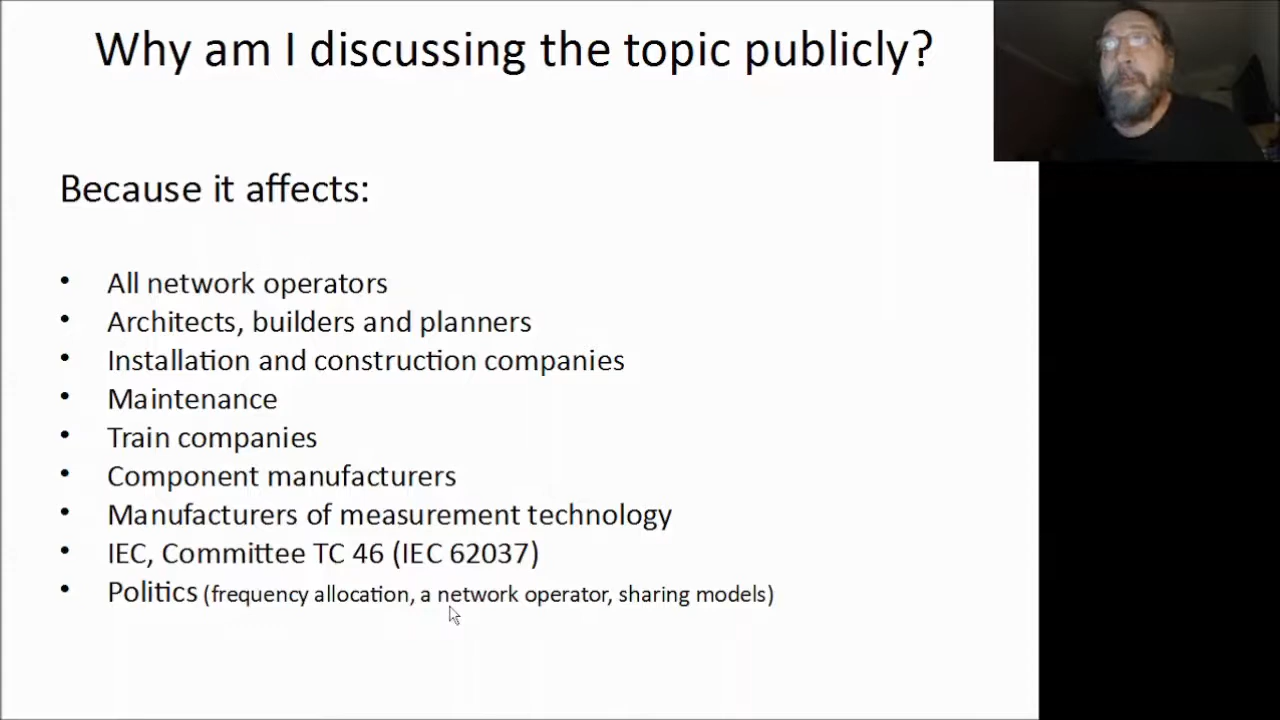 Why am I discussing the topic publicly?
Because it affects:
• All network operators
• Architects, builders and planners
• Installation and construction companies
• Maintenance
• Train companies
• Component manufacturers
• Manufacturers of measurement technology
• IEC, Committee TC 46 (IEC 62037)
• Politics (frequency allocation, a network operator, sharing models)